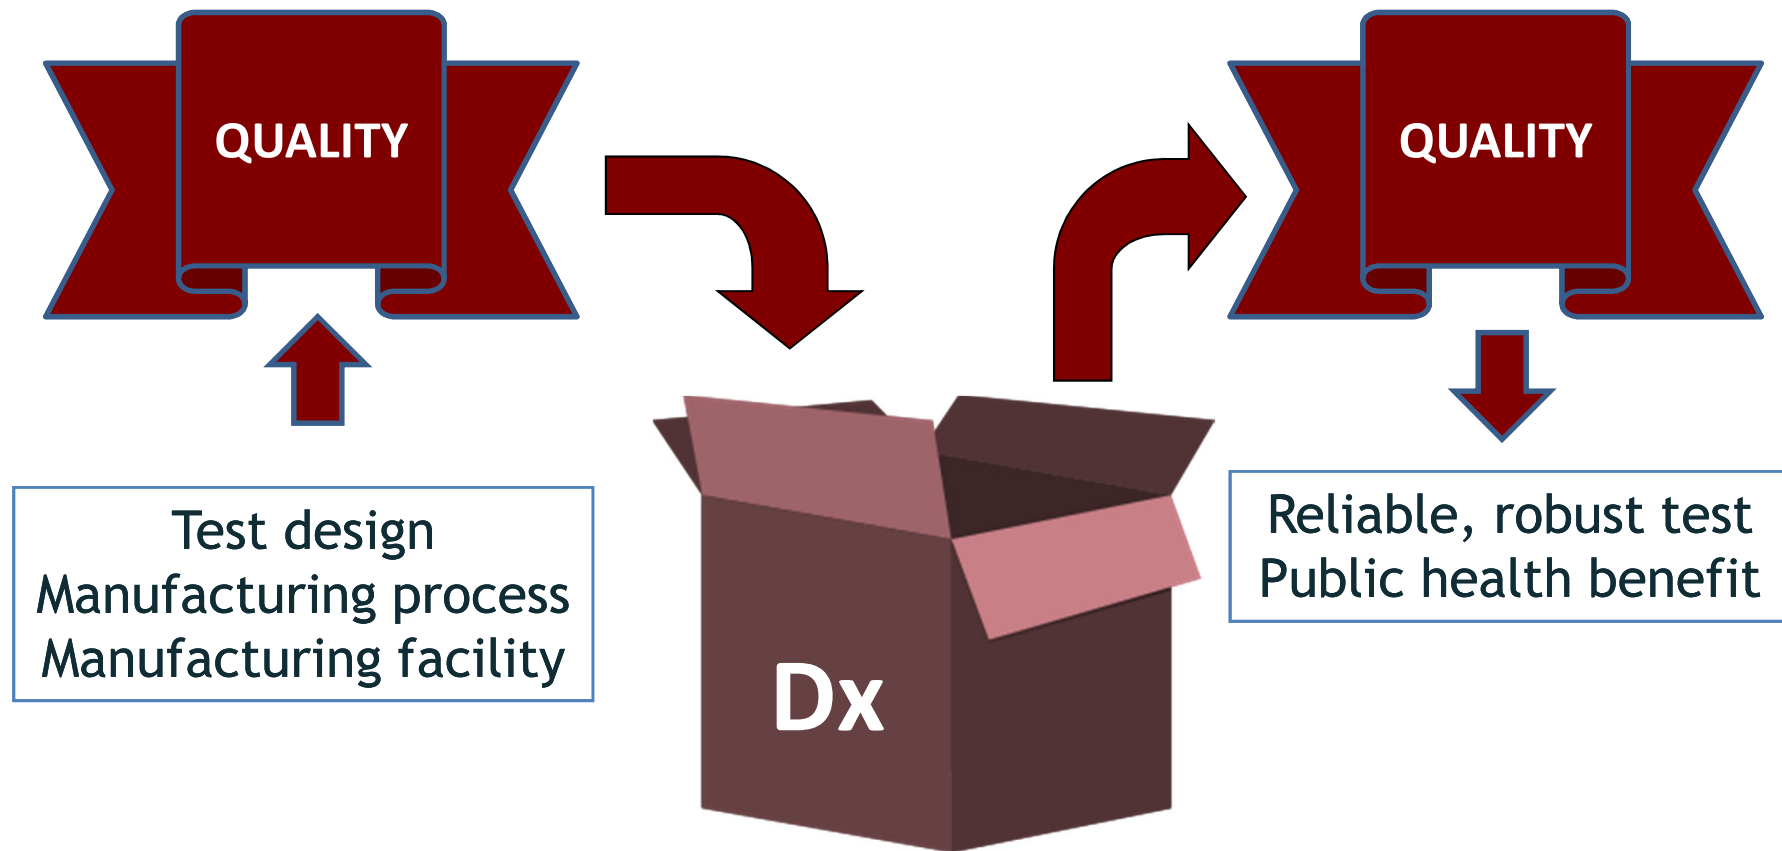 QUALITY
Test design
Manufacturing process
Manufacturing facility
Dx
QUALITY
Reliable, robust test
Public health benefit